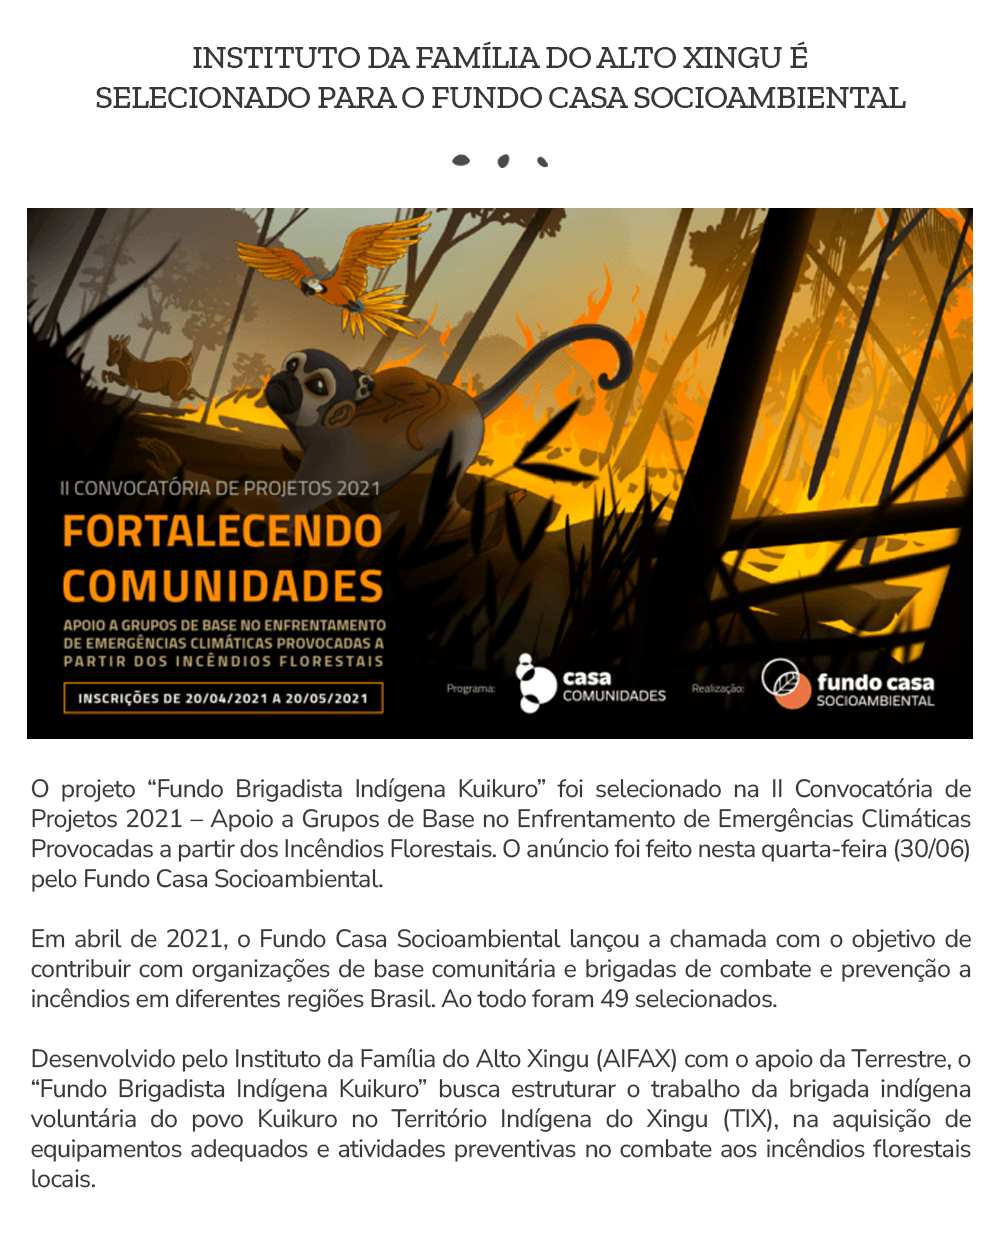 INSTITUTO DA FAMÍLIA DO ALTO XINGU É
SELECIONADO PARA O FUNDO CASA SOCIOAMBIENTAL
II CONVOCATÓRIA DE PROJETOS 2021
FORTALECENDO
COMUNIDADES
APOIO A GRUPOS DE BASE NO ENFRENTAMENTO
DE EMERGÊNCIAS CLIMÁTICAS PROVOCADAS A
PARTIR DOS INCÊNDIOS FLORESTAIS
INSCRIÇÕES DE 20/04/2021 A 20/05/2021
Programa:
casa
COMUNIDADES
Realização:
fundo casa
SOCIOAMBIENTAL
O projeto “Fundo Brigadista Indígena Kuikuro” foi selecionado na II Convocatória de
Projetos 2021 – Apoio a Grupos de Base no Enfrentamento de Emergências Climáticas
Provocadas a partir dos Incêndios Florestais. O anúncio foi feito nesta quarta-feira (30/06)
pelo Fundo Casa Socioambiental.
Em abril de 2021, o Fundo Casa Socioambiental lançou a chamada com o objetivo de
contribuir com organizações de base comunitária e brigadas de combate e prevenção a
incêndios em diferentes regiões Brasil. Ao todo foram 49 selecionados.
Desenvolvido pelo Instituto da Família do Alto Xingu (AIFAX) com o apoio da Terrestre, o
“Fundo Brigadista Indígena Kuikuro” busca estruturar o trabalho da brigada indígena
voluntária do povo Kuikuro no Território Indígena do Xingu (TIX), na aquisição de
equipamentos adequados e atividades preventivas no combate aos incêndios florestais
locais.